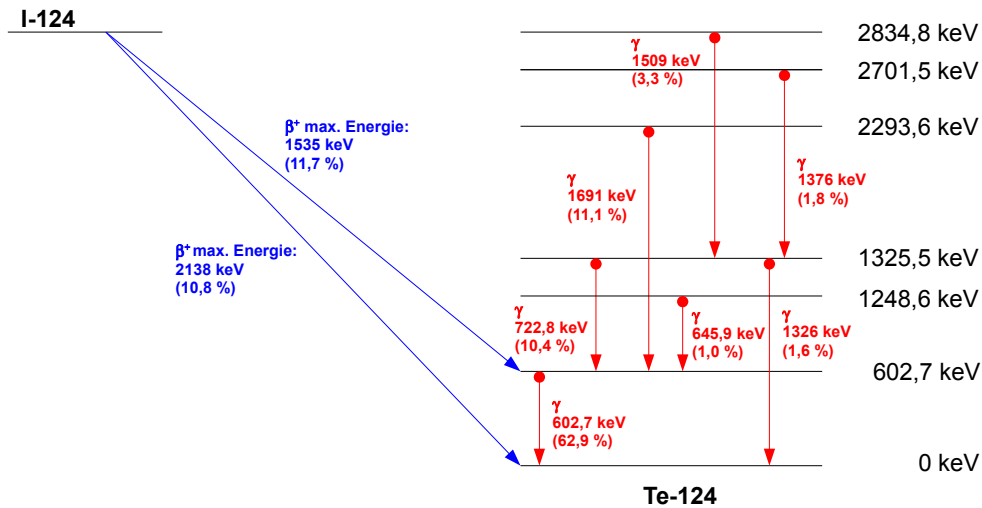 I-124
2834,8 keV
γ
1509 keV
(3,3 %)
2701,5 keV
β⁺ max. Energie:
1535 keV
(11,7 %)
2293,6 keV
γ
1691 keV
(11,1 %)
γ
1376 keV
(1,8 %)
β⁺ max. Energie:
2138 keV
(10,8 %)
1325,5 keV
1248,6 keV
γ
722,8 keV
(10,4 %)
γ
645,9 keV
(1,0 %)
γ
1326 keV
(1,6 %)
602,7 keV
γ
602,7 keV
(62,9 %)
0 keV
Te-124